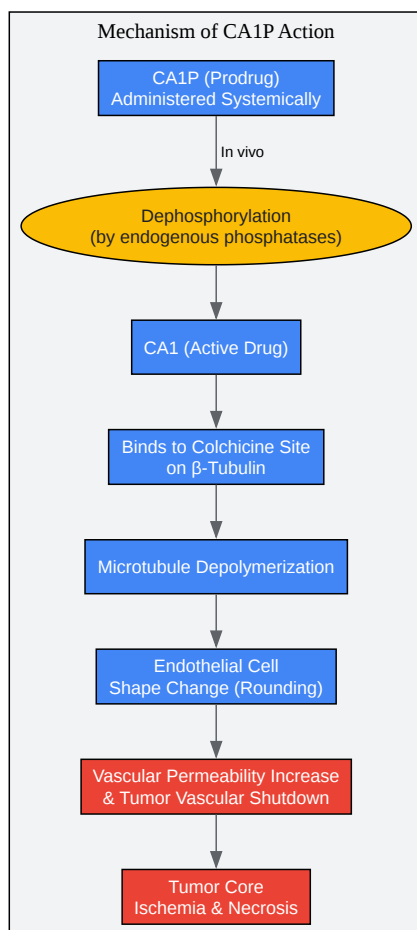 Mechanism of CA1P Action
CA1P (Prodrug)
Administered Systemically
In vivo
Dephosphorylation
(by endogenous phosphatases)
CA1 (Active Drug)
Binds to Colchicine Site
on β-Tubulin
Microtubule Depolymerization
Endothelial Cell
Shape Change (Rounding)
Vascular Permeability Increase
& Tumor Vascular Shutdown
Tumor Core
Ischemia & Necrosis